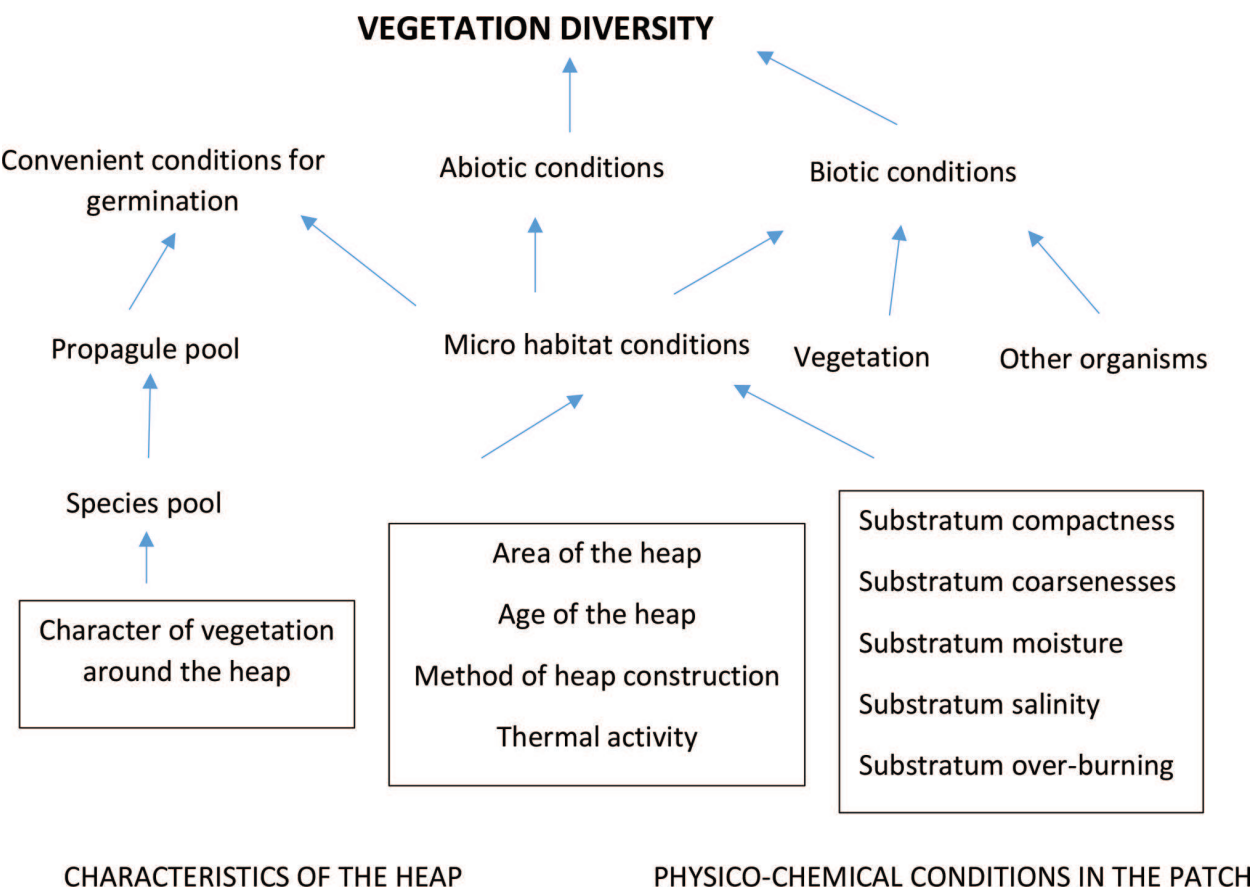 VEGETATION DIVERSITY
Convenient conditions for
germination
Abiotic conditions
Biotic conditions
Propagule pool
Micro habitat conditions
Vegetation
Other organisms
Species pool
Character of vegetation
around the heap
Area of the heap
Age of the heap
Method of heap construction
Thermal activity
Substratum compactness
Substratum coarsenesses
Substratum moisture
Substratum salinity
Substratum over-burning
CHARACTERISTICS OF THE HEAP
PHYSICO-CHEMICAL CONDITIONS IN THE PATCH